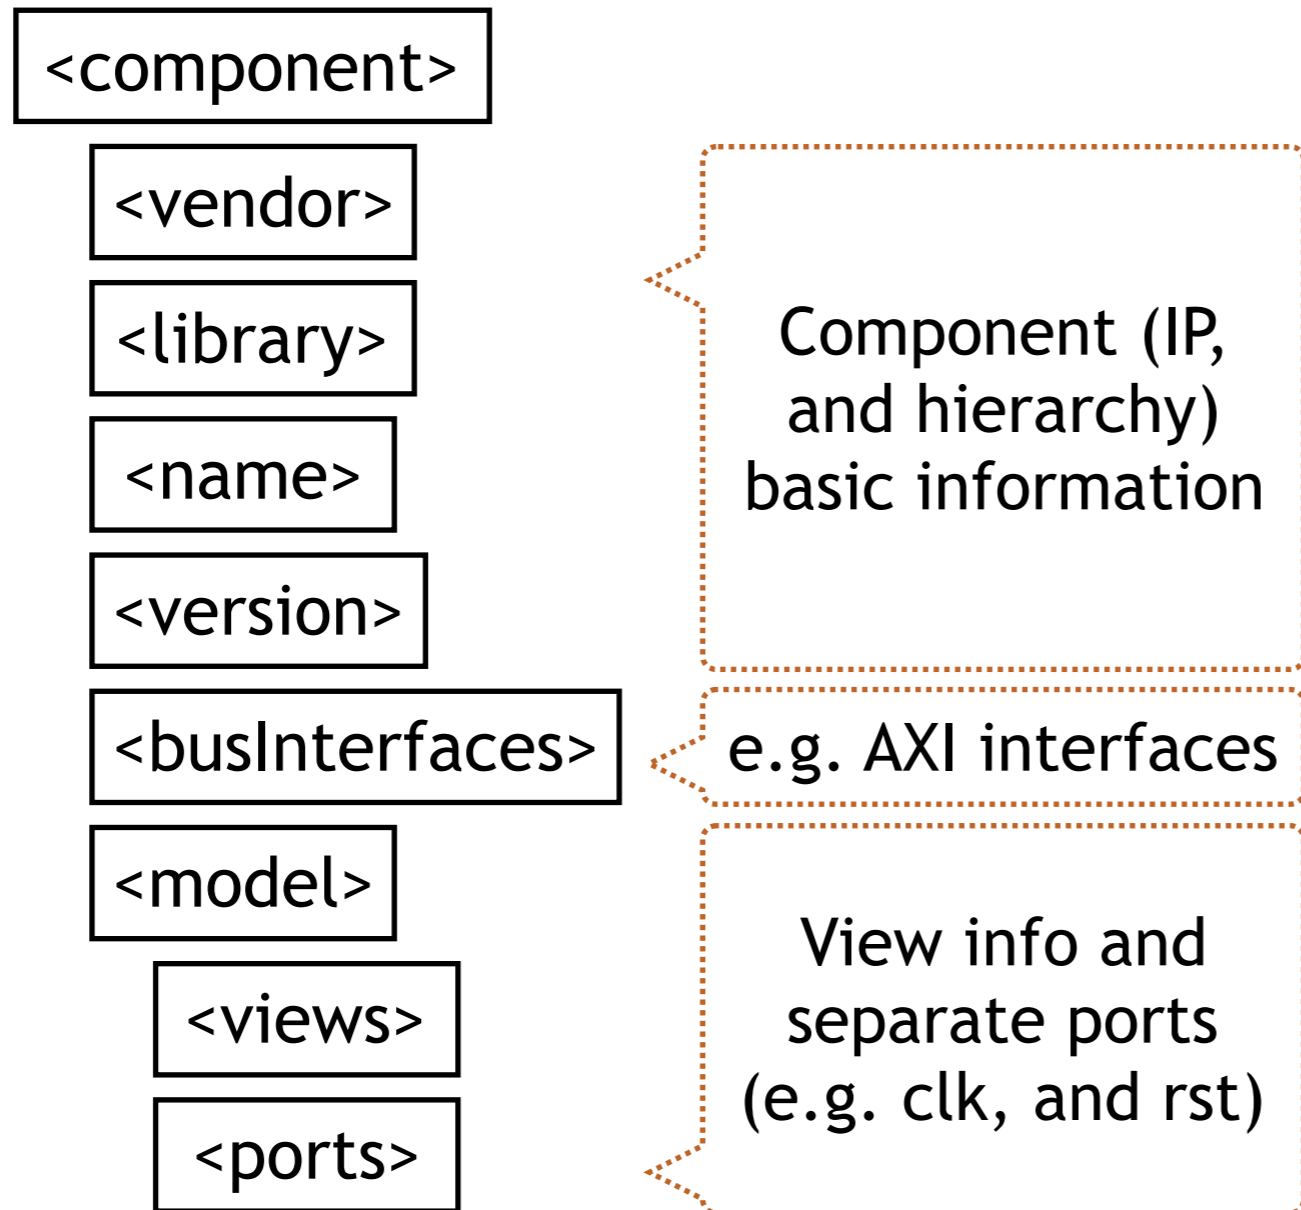 <component>
<vendor>
<library>
<name>
<version>
<busInterfaces>
<model>
<views>
<ports>
Component (IP,
and hierarchy)
basic information
e.g. AXI interfaces
View info and
separate ports
(e.g. clk, and rst)